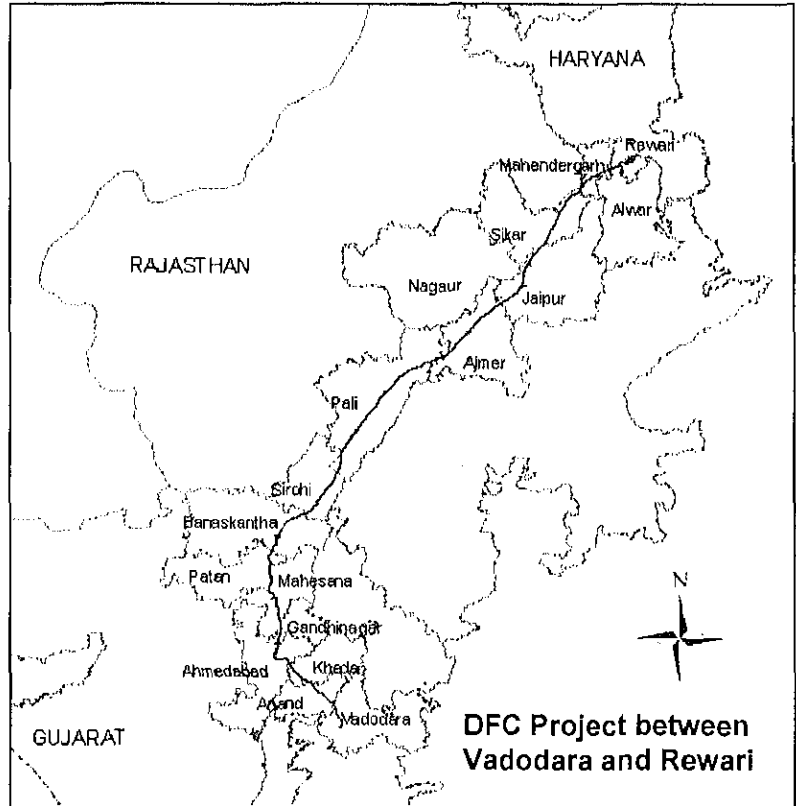 HARYANA
Rewari
Mahendergarh
Alwar
Sikar
RAJASTHAN
Nagaur
Jaipur
Ajmer
Pali
Sirohi
Banaskantha
Patan
Mahesana
N
Gandhinagar
Ahmedabad
Kheda
Anand
Vadodara
GUJARAT
DFC Project between
Vadodara and Rewari